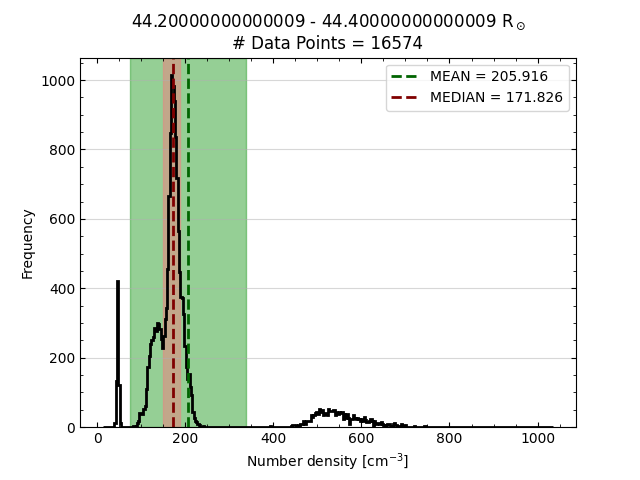 44.20000000000009 - 44.40000000000009 R⊙
# Data Points = 16574
MEAN = 205.916
MEDIAN = 171.826
Frequency
1000
800
600
400
200
0
0 200 400 600 800 1000
Number density [cm⁻³]